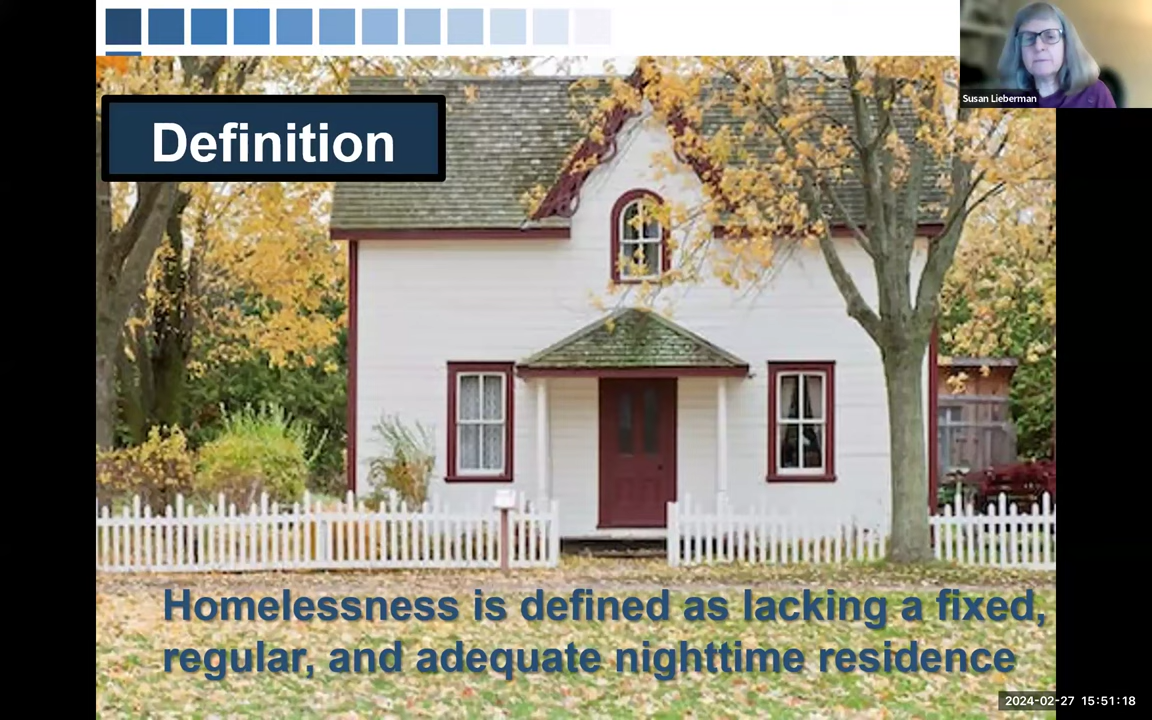 Susan Lieberman
Definition
Homelessness is defined as lacking a fixed,
regular, and adequate nighttime residence
2024-02-27 15:51:18